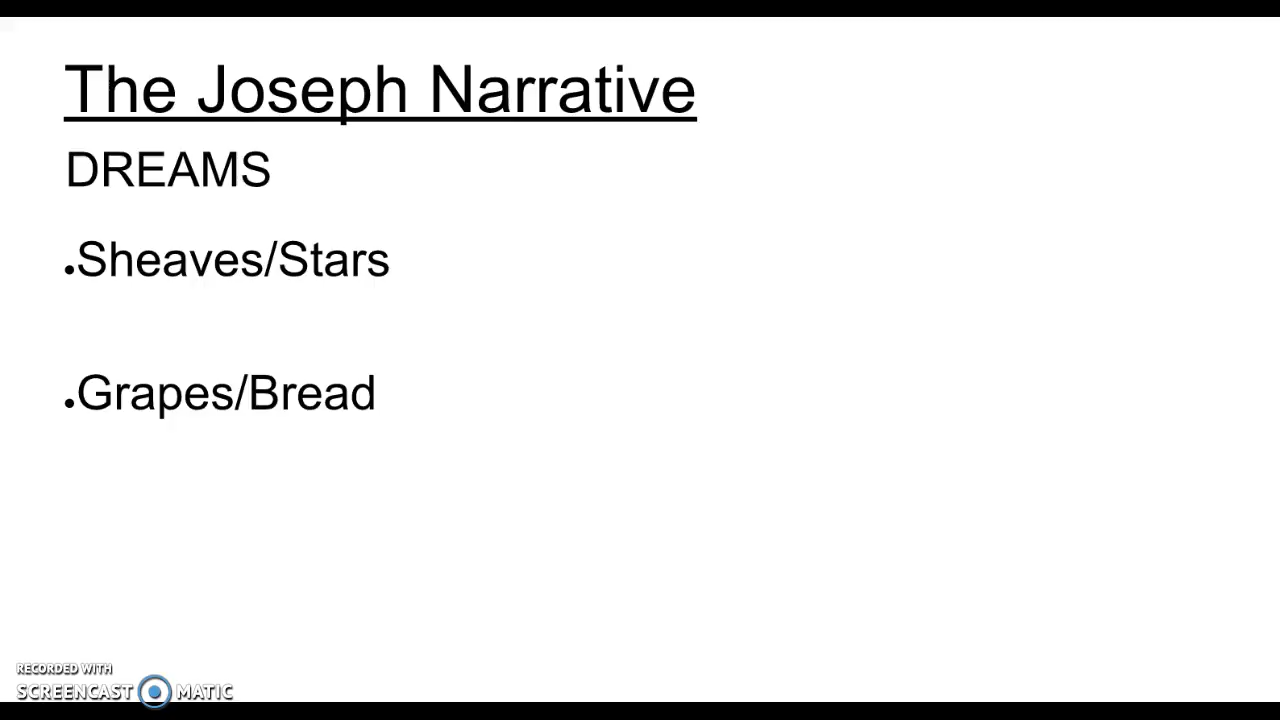 The Joseph Narrative
DREAMS
•Sheaves/Stars
•Grapes/Bread
RECORDED WITH
SCREENCAST MATIC